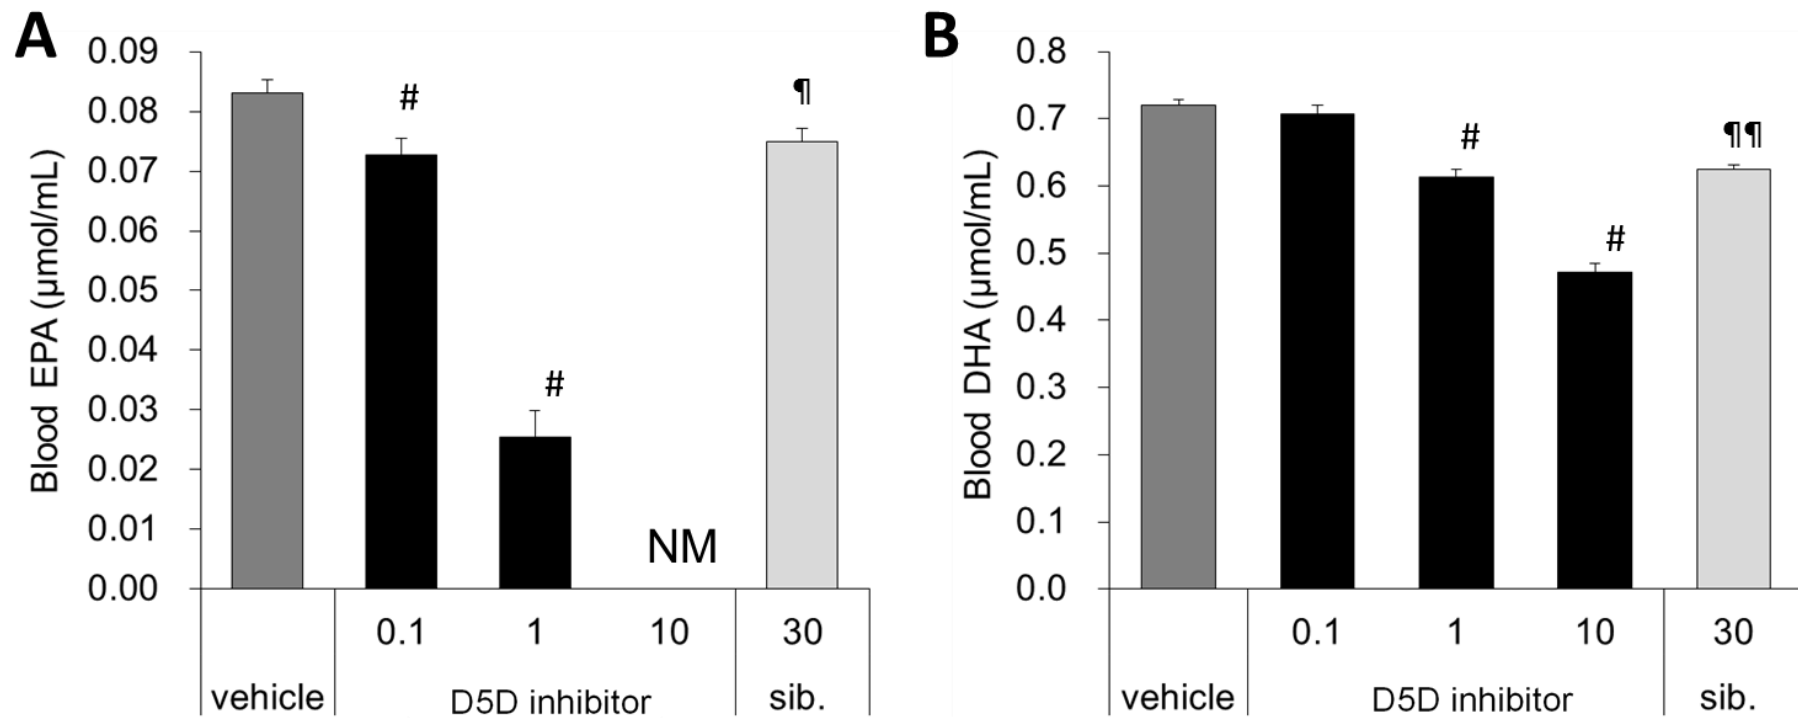 A
Blood EPA (µmol/mL)
0.09
0.08
0.07
0.06
0.05
0.04
0.03
0.02
0.01
0.00
#
#
NM
¶
0.1 1 10 30
vehicle D5D inhibitor sib.
B
Blood DHA (µmol/mL)
0.8
0.7
0.6
0.5
0.4
0.3
0.2
0.1
0.0
#
#
¶¶
0.1 1 10 30
vehicle D5D inhibitor sib.